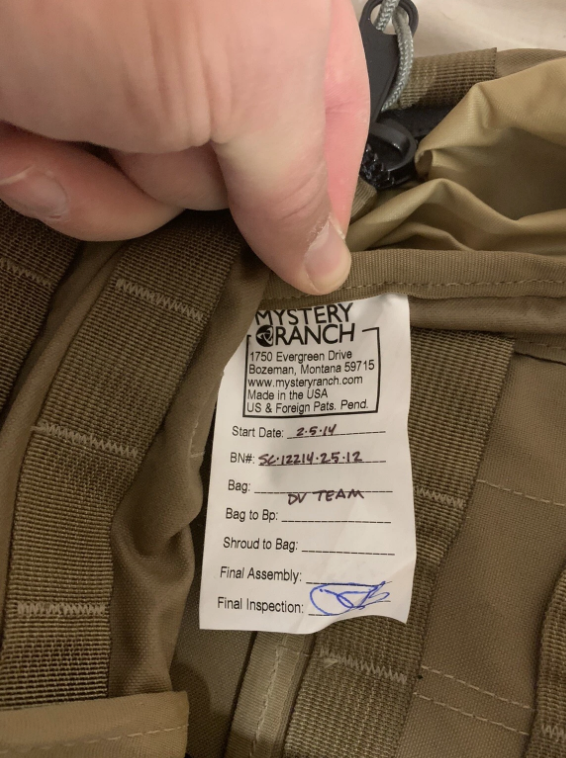 MYSTERY
RANCH
1750 Evergreen Drive
Bozeman, Montana 59715
www.mysteryranch.com
Made in the USA
US & Foreign Pats. Pend.
Start Date: 2·5·14
BN#: SC·12214·25·12
Bag: DV TEAM
Bag to Bp:
Shroud to Bag:
Final Assembly:
Final Inspection: